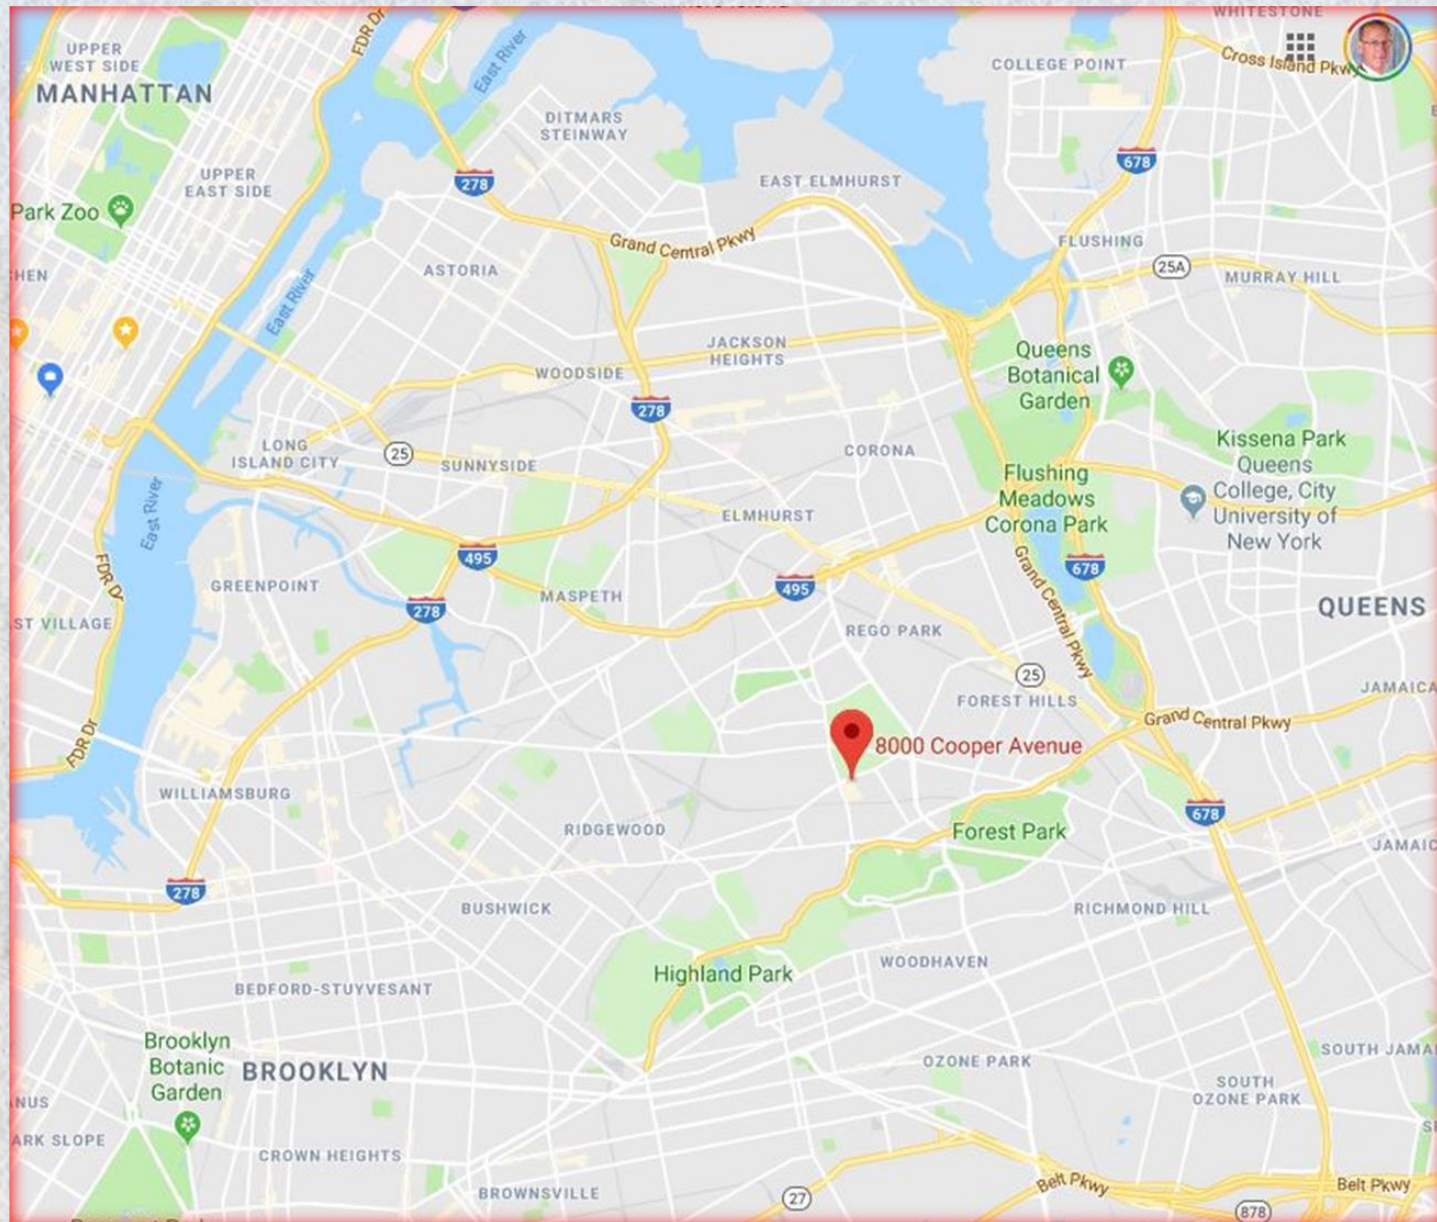 WHITESTONE
UPPER
WEST SIDE
MANHATTAN
FDR Dr
East River
COLLEGE POINT
Cross Island Pkwy
DITMARS
STEINWAY
678
UPPER
EAST SIDE
278
EAST ELMHURST
Park Zoo
Grand Central Pkwy
FLUSHING
25A
MURRAY HILL
CHEN
ASTORIA
East River
JACKSON
HEIGHTS
WOODSIDE
Queens
Botanical
Garden
278
LONG
ISLAND CITY
25
SUNNYSIDE
CORONA
Kissena Park
Queens
College, City
University of
New York
Flushing
Meadows
Corona Park
East River
ELMHURST
495
495
678
FDR Dr
GREENPOINT
278
MASPETH
Grand Central Pkwy
QUEENS
ST VILLAGE
REGO PARK
25
FOREST HILLS
JAMAICA
FDR Dr
Grand Central Pkwy
8000 Cooper Avenue
WILLIAMSBURG
RIDGEWOOD
Forest Park
678
JAMAIC
278
BUSHWICK
RICHMOND HILL
Highland Park
WOODHAVEN
BEDFORD-STUYVESANT
Brooklyn
Botanic
Garden
BROOKLYN
OZONE PARK
SOUTH JAMAI
SOUTH
OZONE PARK
ANUS
ARK SLOPE
CROWN HEIGHTS
BROWNSVILLE
27
Belt Pkwy
Belt Pkwy
878